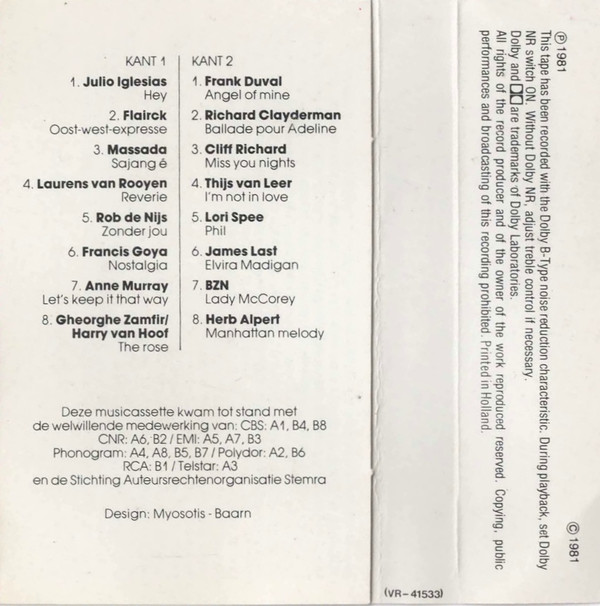 KANT 1
1. Julio Iglesias
Hey
2. Flairck
Oost-west-expresse
3. Massada
Sajang é
4. Laurens van Rooyen
Reverie
5. Rob de Nijs
Zonder jou
6. Francis Goya
Nostalgia
7. Anne Murray
Let's keep it that way
8. Gheorghe Zamfir/
Harry van Hoof
The rose
KANT 2
1. Frank Duval
Angel of mine
2. Richard Clayderman
Ballade pour Adeline
3. Cliff Richard
Miss you nights
4. Thijs van Leer
I'm not in love
5. Lori Spee
Phil
6. James Last
Elvira Madigan
7. BZN
Lady McCorey
8. Herb Alpert
Manhattan melody
Deze musicassette kwam tot stand met
de welwillende medewerking van: CBS: A1, B4, B8
CNR: A6, B2 / EMI: A5, A7, B3
Phonogram: A4, A8, B5, B7 / Polydor: A2, B6
RCA: B1 / Telstar: A3
en de Stichting Auteursrechtenorganisatie Stemra
Design: Myosotis - Baarn
℗ 1981
© 1981
This tape has been recorded with the Dolby B-Type noise reduction characteristic. During playback, set Dolby
NR switch ON. Without Dolby NR, adjust treble control if necessary.
Dolby and are trademarks of Dolby Laboratories.
All rights of the record producer and of the owner of the work reproduced reserved. Copying, public
performances and broadcasting of this recording prohibited. Printed in Holland.
(VR-41533)